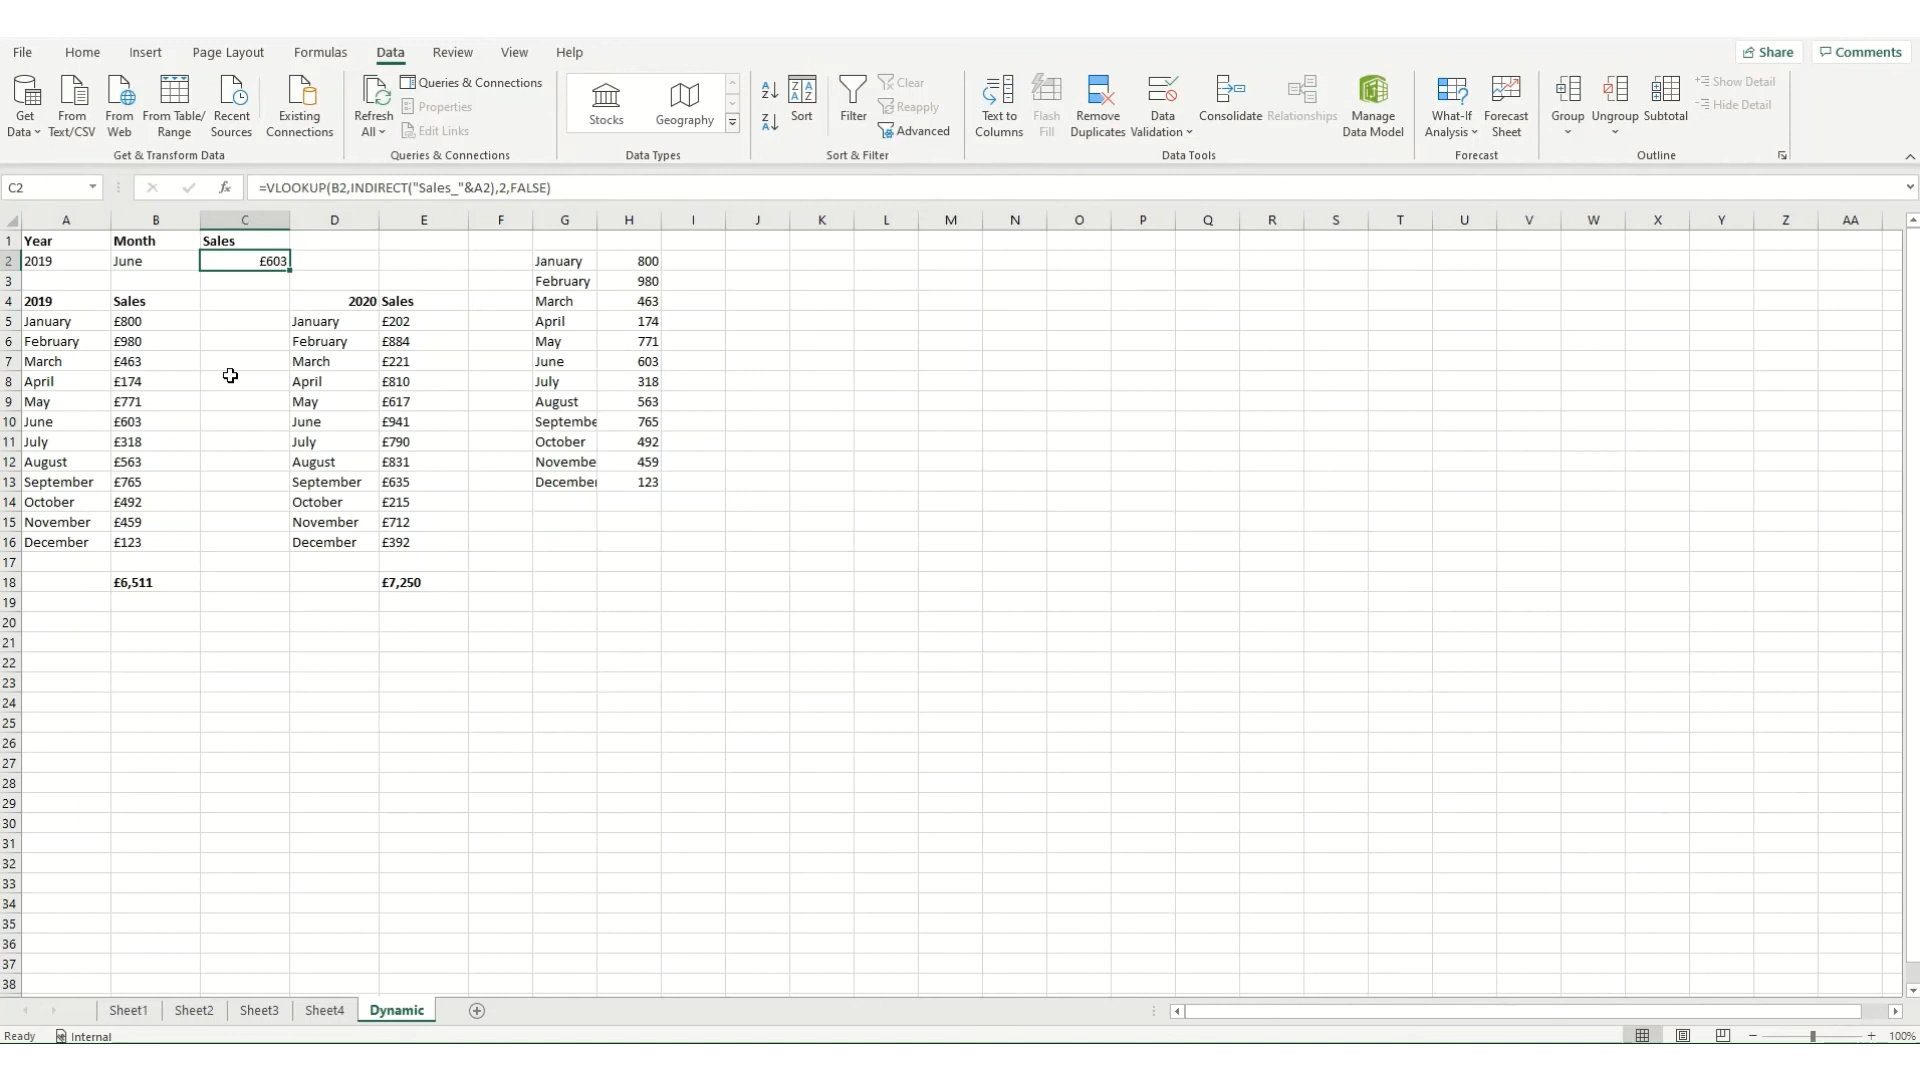 File Home Insert Page Layout Formulas Data Review View Help Share Comments
Get Data From Text/CSV From Web From Table/ Range Recent Sources Existing Connections
Get & Transform Data
Refresh All Queries & Connections Properties Edit Links
Queries & Connections
Stocks Geography
Data Types
Sort Filter Clear Reapply Advanced
Sort & Filter
Text to Columns Flash Fill Remove Duplicates Data Validation Consolidate Relationships Manage Data Model
Data Tools
What-If Analysis Forecast Sheet
Forecast
Group Ungroup Subtotal Show Detail Hide Detail
Outline
C2 fx =VLOOKUP(B2,INDIRECT("Sales_"&A2),2,FALSE)
A B C D E F G H I J K L M N O P Q R S T U V W X Y Z AA
1 Year Month Sales
2 2019 June £603 January 800
3 February 980
4 2019 Sales 2020 Sales March 463
5 January £800 January £202 April 174
6 February £980 February £884 May 771
7 March £463 March £221 June 603
8 April £174 April £810 July 318
9 May £771 May £617 August 563
10 June £603 June £941 Septembe 765
11 July £318 July £790 October 492
12 August £563 August £831 Novembe 459
13 September £765 September £635 December 123
14 October £492 October £215
15 November £459 November £712
16 December £123 December £392
17
18 £6,511 £7,250
19
20
21
22
23
24
25
26
27
28
29
30
31
32
33
34
35
36
37
38
Sheet1 Sheet2 Sheet3 Sheet4 Dynamic
Ready Internal 100%